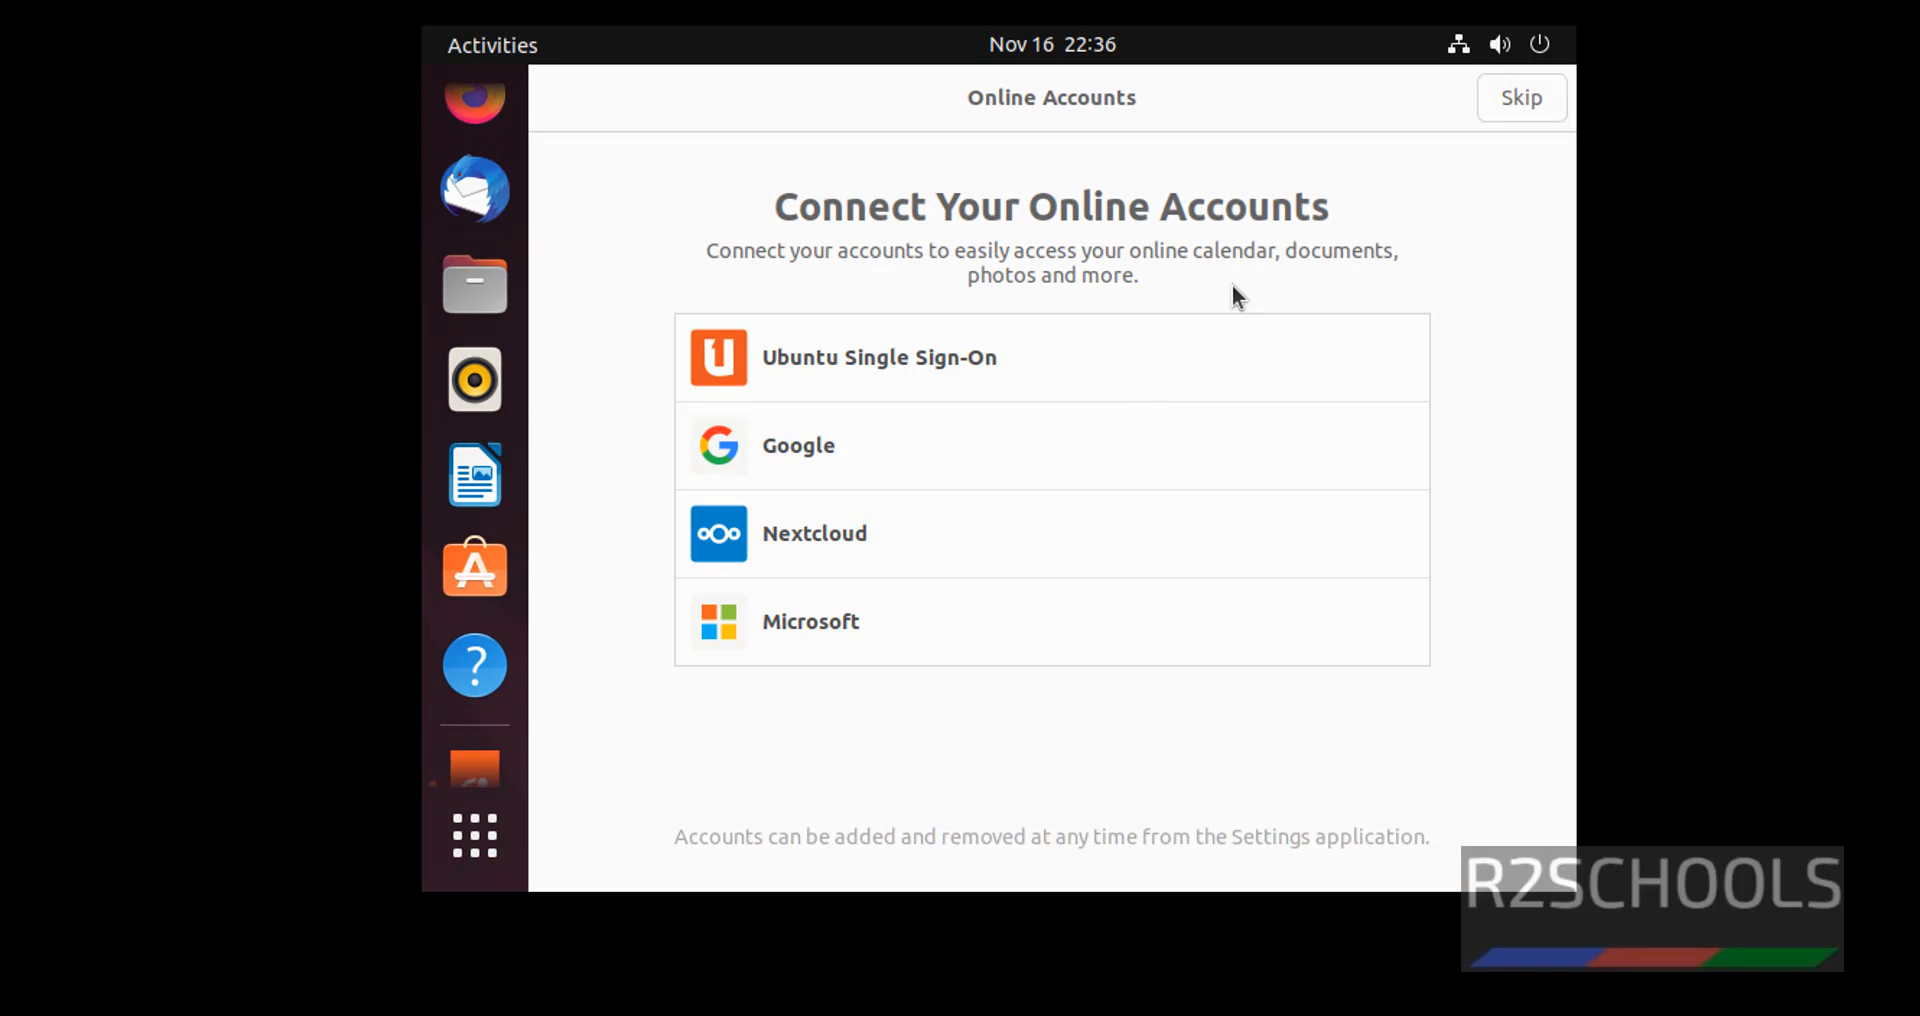 Activities
Nov 16 22:36
Online Accounts
Skip
Connect Your Online Accounts
Connect your accounts to easily access your online calendar, documents,
photos and more.
Ubuntu Single Sign-On
Google
Nextcloud
Microsoft
Accounts can be added and removed at any time from the Settings application.
R2SCHOOLS